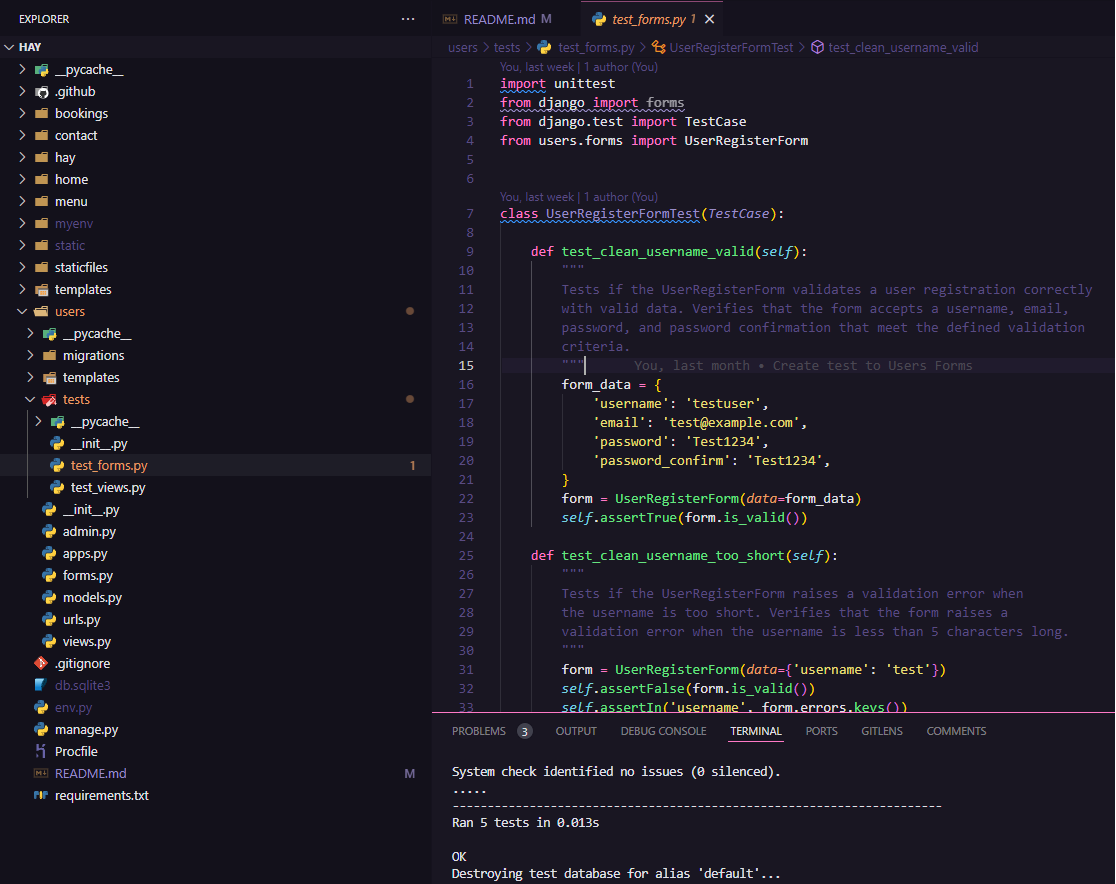 EXPLORER
HAY
__pycache__
.github
bookings
contact
hay
home
menu
myenv
static
staticfiles
templates
users
__pycache__
migrations
templates
tests
__pycache__
__init__.py
test_forms.py 1
test_views.py
__init__.py
admin.py
apps.py
forms.py
models.py
urls.py
views.py
.gitignore
db.sqlite3
env.py
manage.py
Procfile
README.md M
requirements.txt
README.md M test_forms.py 1
users > tests > test_forms.py > UserRegisterFormTest > test_clean_username_valid
You, last week | 1 author (You)
1 import unittest
2 from django import forms
3 from django.test import TestCase
4 from users.forms import UserRegisterForm
5
6
You, last week | 1 author (You)
7 class UserRegisterFormTest(TestCase):
8
9 def test_clean_username_valid(self):
10 """
11 Tests if the UserRegisterForm validates a user registration correctly
12 with valid data. Verifies that the form accepts a username, email,
13 password, and password confirmation that meet the defined validation
14 criteria.
15 """ You, last month • Create test to Users Forms
16 form_data = {
17 'username': 'testuser',
18 'email': 'test@example.com',
19 'password': 'Test1234',
20 'password_confirm': 'Test1234',
21 }
22 form = UserRegisterForm(data=form_data)
23 self.assertTrue(form.is_valid())
24
25 def test_clean_username_too_short(self):
26 """
27 Tests if the UserRegisterForm raises a validation error when
28 the username is too short. Verifies that the form raises a
29 validation error when the username is less than 5 characters long.
30 """
31 form = UserRegisterForm(data={'username': 'test'})
32 self.assertFalse(form.is_valid())
33 self.assertIn('username', form.errors.keys())
PROBLEMS 3 OUTPUT DEBUG CONSOLE TERMINAL PORTS GITLENS COMMENTS
System check identified no issues (0 silenced).
.....
----------------------------------------------------------------------
Ran 5 tests in 0.013s
OK
Destroying test database for alias 'default'...